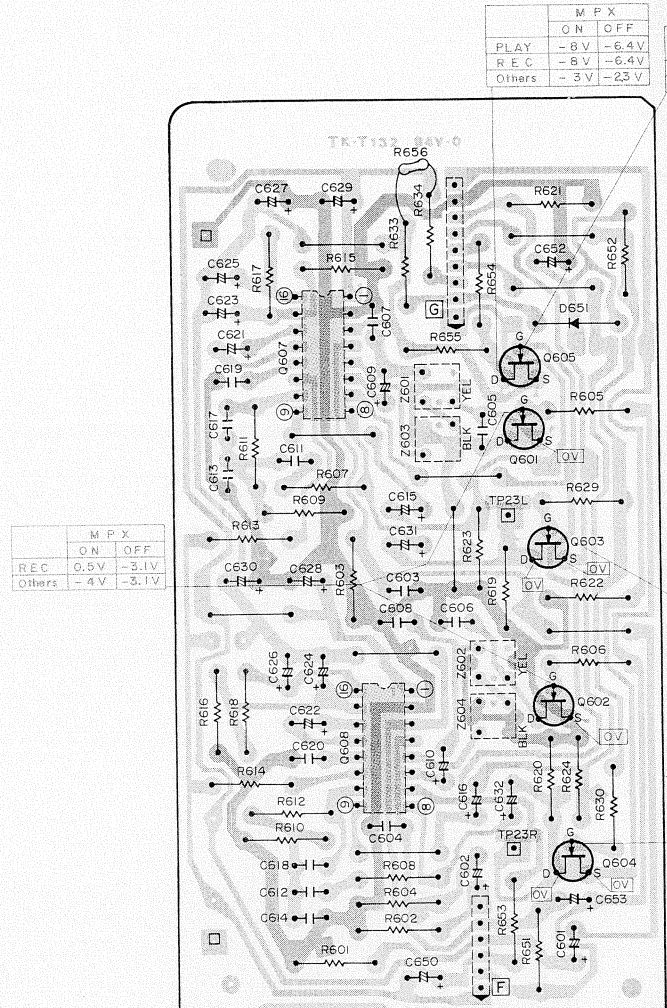 M P X
ON OFF
PLAY -8V -6.4V
REC -8V -6.4V
Others -3V -2.3V
TK-T132 94V-0
R656
C627 C629 R634 R621
R633 C652 R652
C625 R617 R615 R654
C623 16 1 G D651
C607
C621 R655 G Q605
Q607
C619 C609 Z601 YEL D S
R605
C617 9 8 C605 G
R611 Z603 BLK D S
C611 Q601 0V
C613 R607 R629
R609 C615 TP23L
R613 C631 R623 G Q603
M P X
ON OFF
REC 0.5V -3.1V
Others -4V -3.1V
D S
C630 C628 R603 C603 R619 0V 0V
R622
C608 C606
C626 C624 Z602 YEL R606
16 1 G
R616 R618 Q602
C622 Z604 D S
Q608 BLK 0V
C620 C610
R614 R620 R624
C616 C632 R630
R612 9 8
R610 C604 TP23R
G
C618 R608 C602 Q604
D S
C612 R604 0V 0V
C614 R602 R653 C653
R601 R651 C601
C650 F